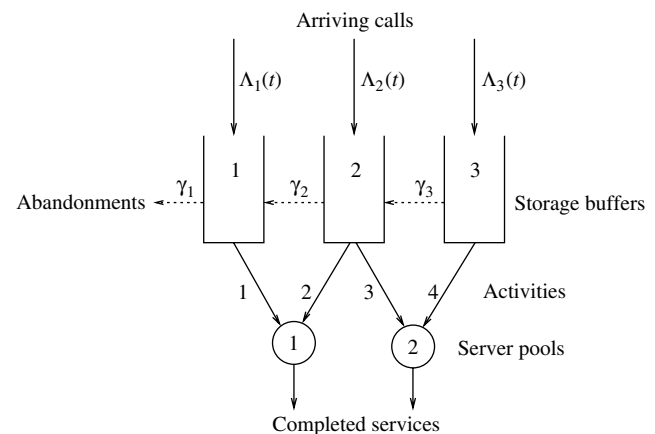 Arriving calls
Λ₁(t) Λ₂(t) Λ₃(t)
1 2 3
γ₁ γ₂ γ₃
Abandonments Storage buffers
1 2 3 4 Activities
1 2 Server pools
Completed services